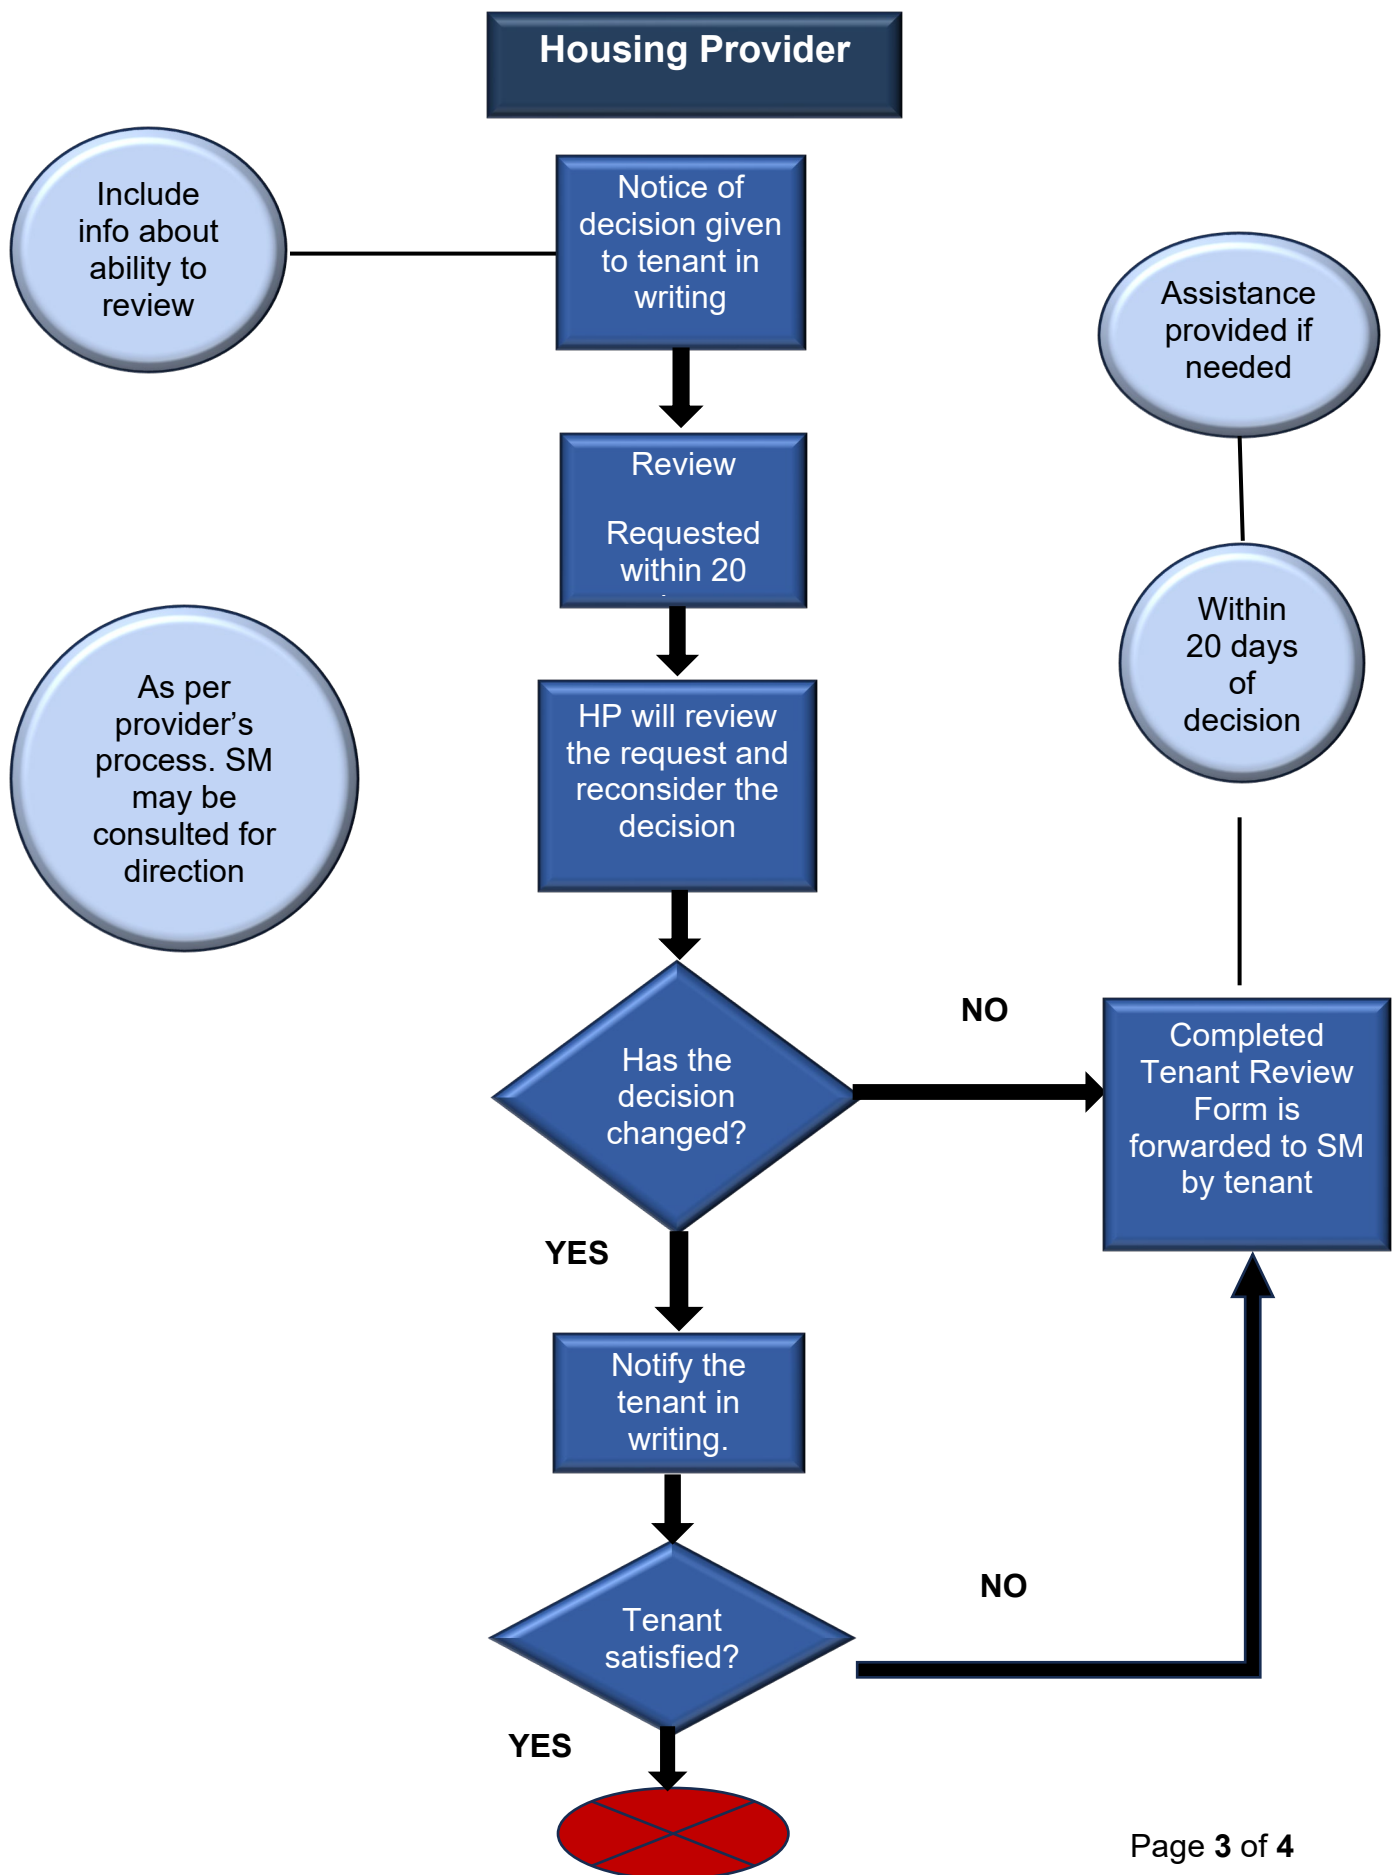 Housing Provider
Include
info about
ability to
review
Notice of
decision given
to tenant in
writing
Assistance
provided if
needed
Review
Requested
within 20
Within
20 days
of
decision
As per
provider’s
process. SM
may be
consulted for
direction
HP will review
the request and
reconsider the
decision
Has the
decision
changed?
NO
Completed
Tenant Review
Form is
forwarded to SM
by tenant
YES
Notify the
tenant in
writing.
Tenant
satisfied?
NO
YES
Page 3 of 4